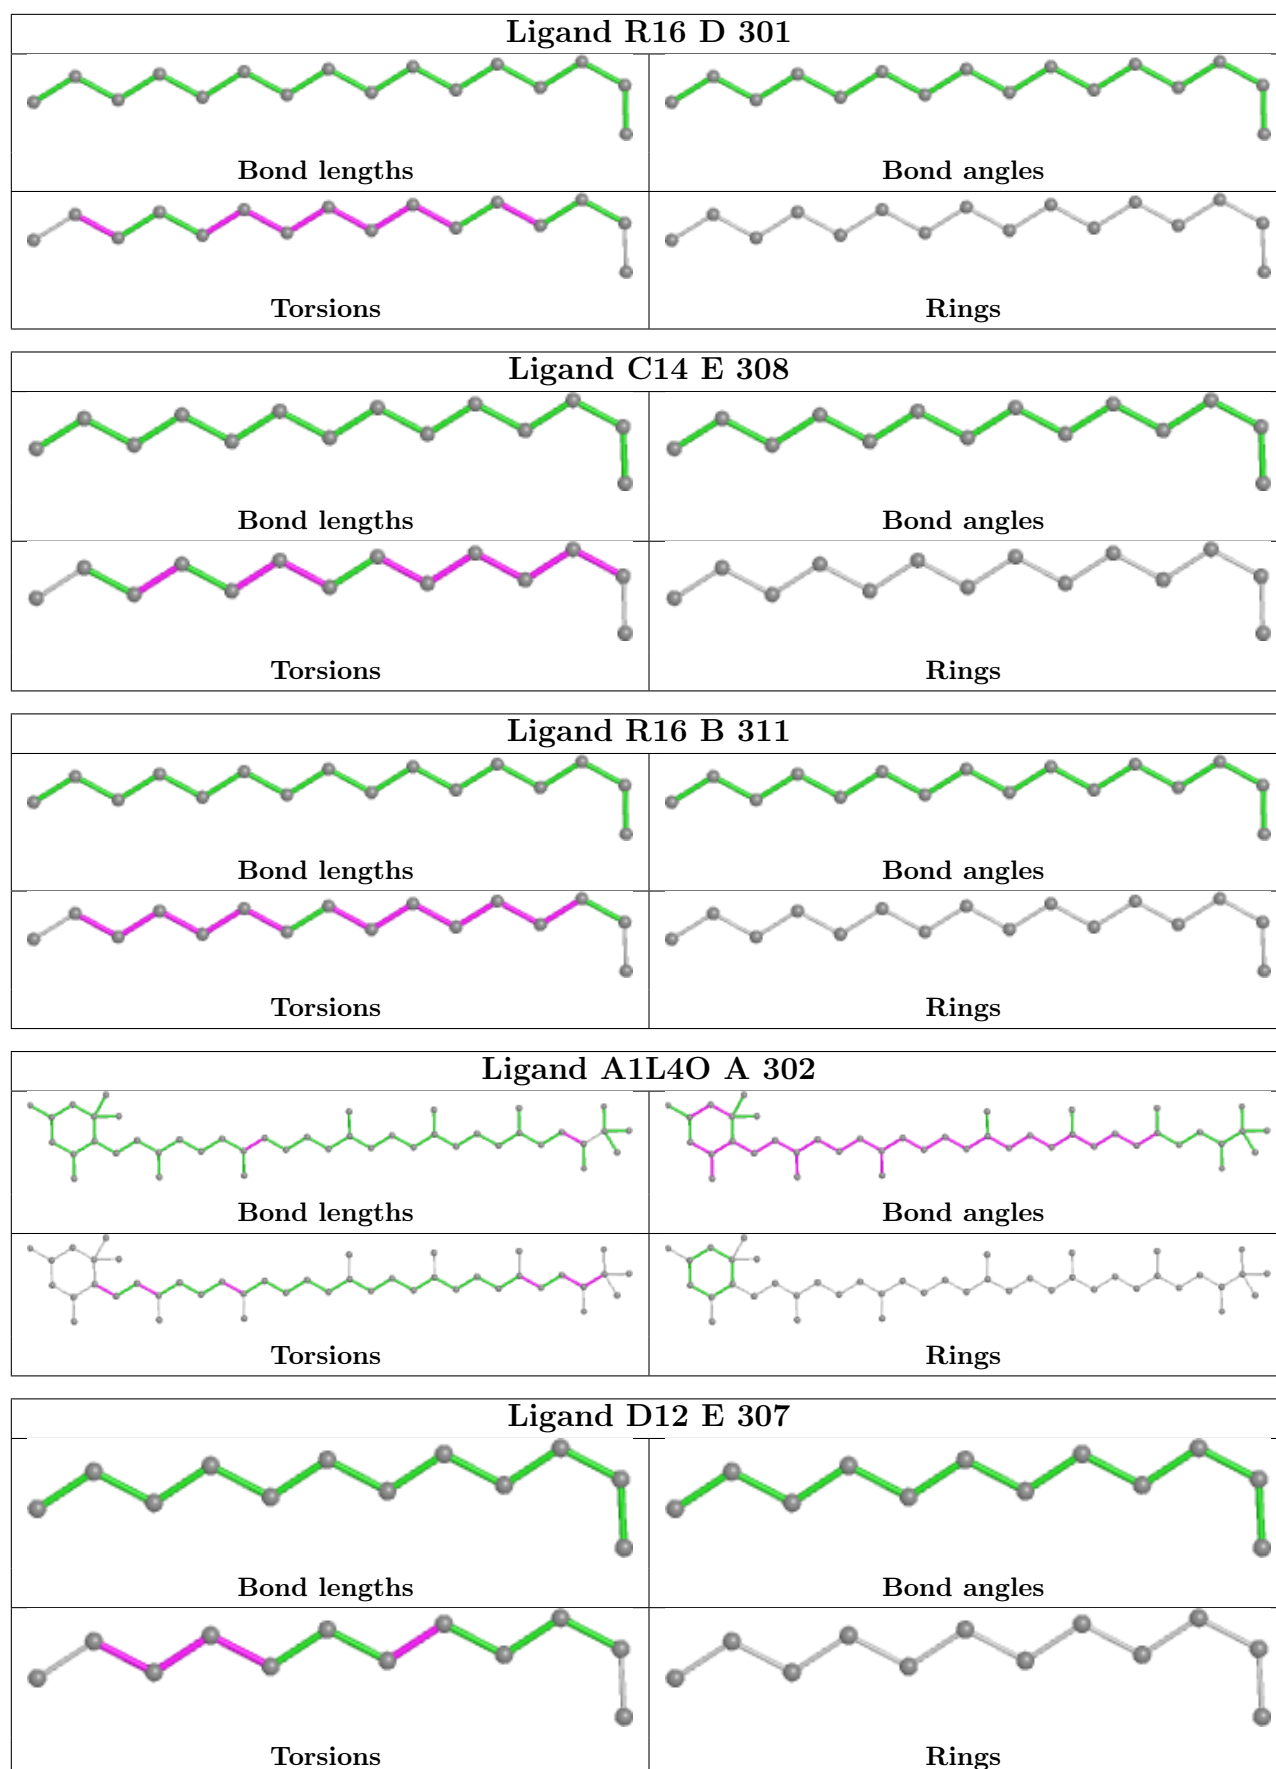 Ligand R16 D 301
Bond lengths
Bond angles
Torsions
Rings
Ligand C14 E 308
Bond lengths
Bond angles
Torsions
Rings
Ligand R16 B 311
Bond lengths
Bond angles
Torsions
Rings
Ligand A1L4O A 302
Bond lengths
Bond angles
Torsions
Rings
Ligand D12 E 307
Bond lengths
Bond angles
Torsions
Rings